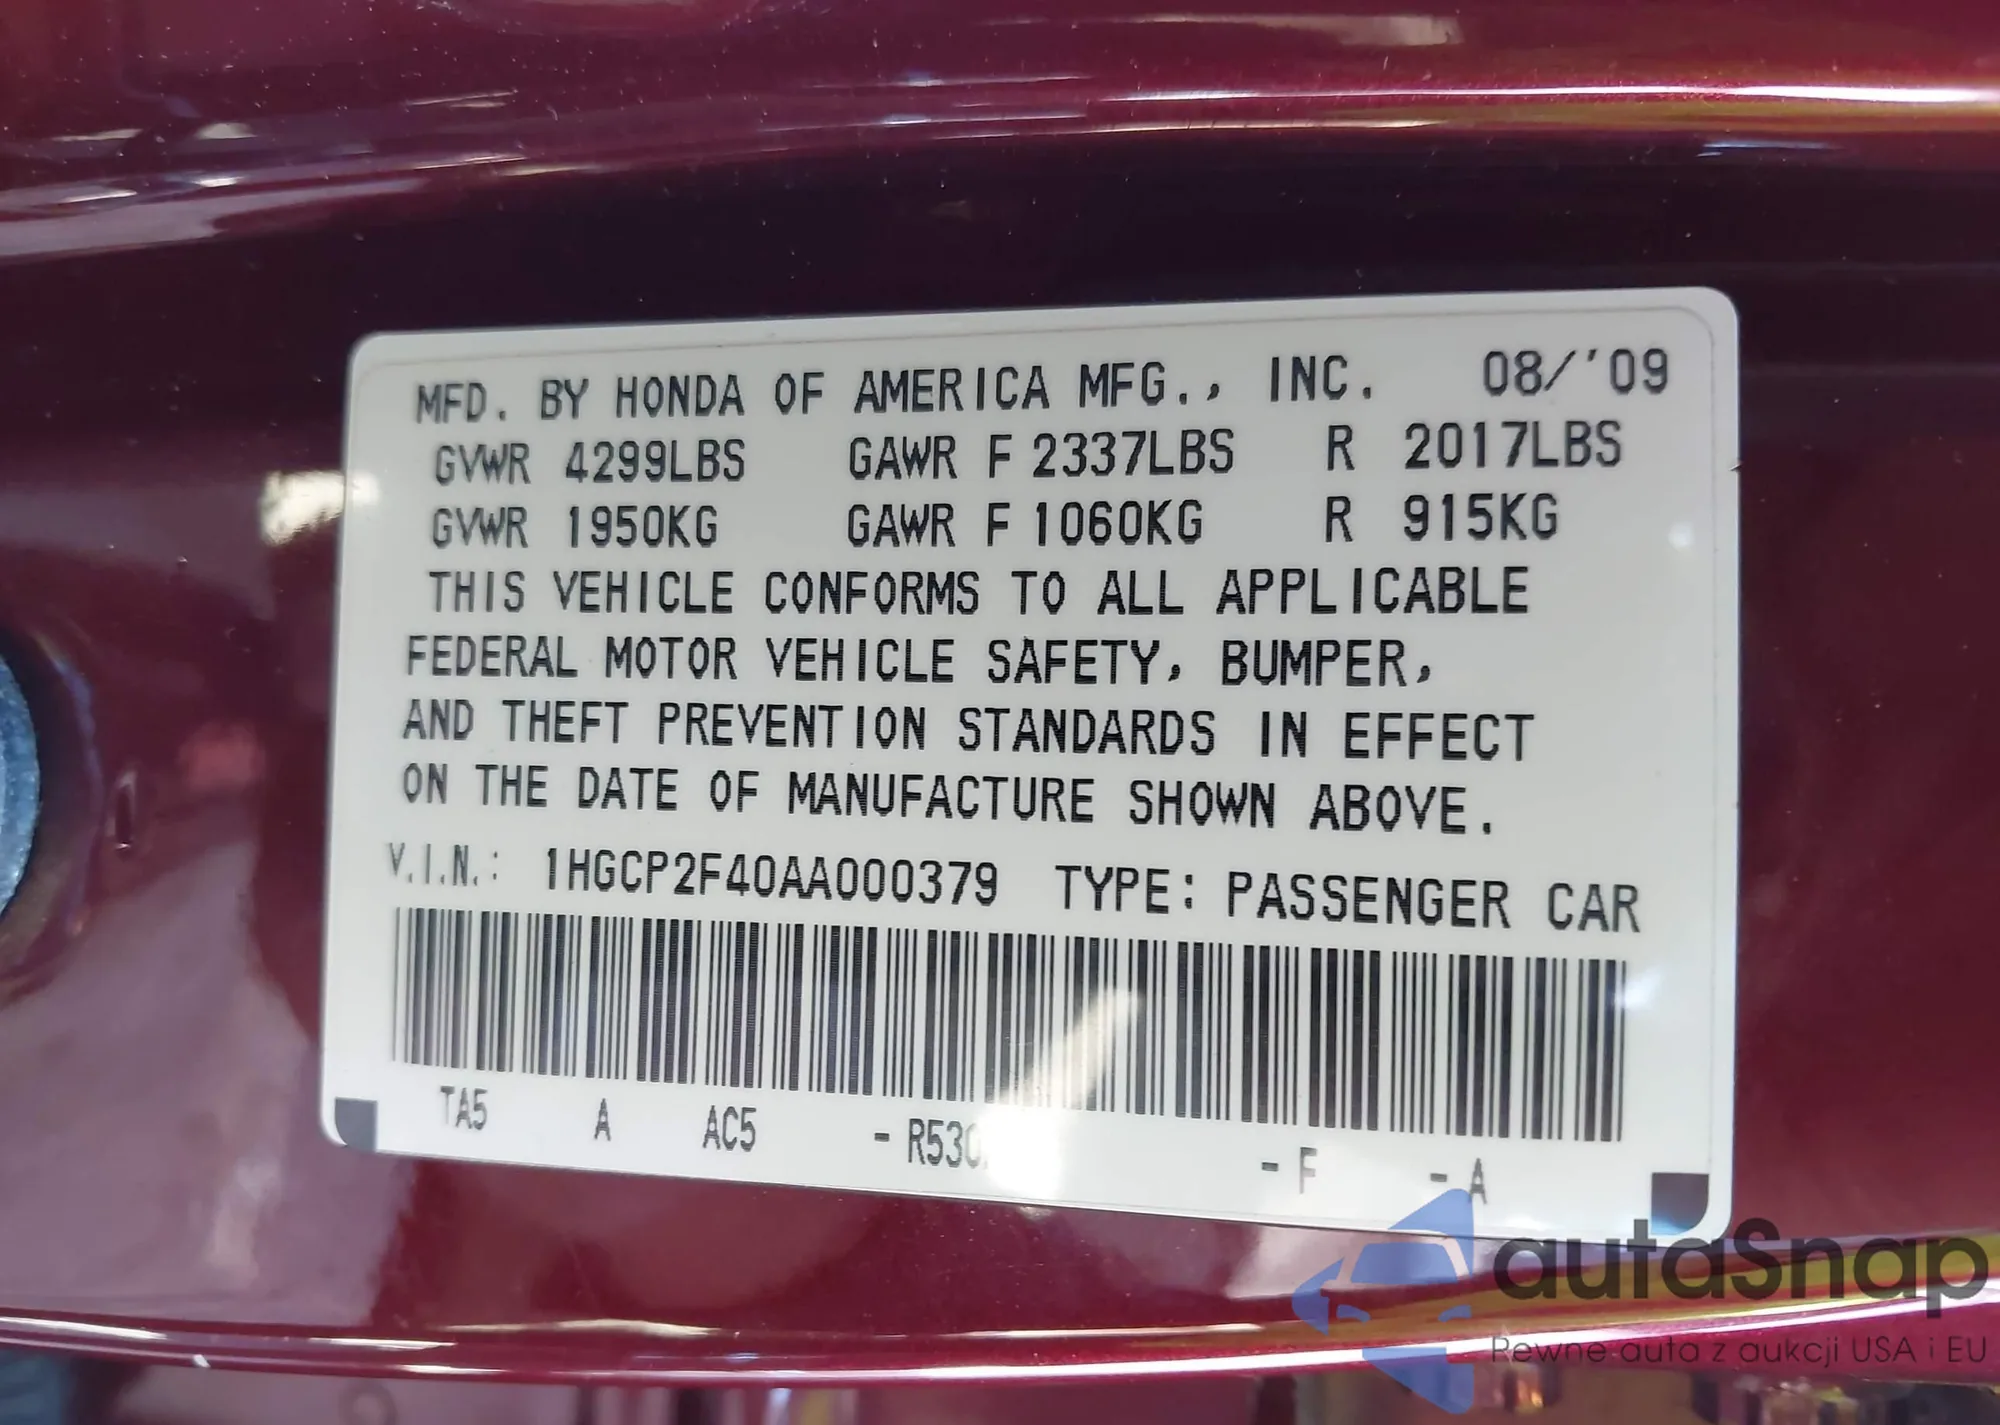 MFD. BY HONDA OF AMERICA MFG., INC. 08/'09
GVWR 4299LBS GAWR F 2337LBS R 2017LBS
GVWR 1950KG GAWR F 1060KG R 915KG
THIS VEHICLE CONFORMS TO ALL APPLICABLE
FEDERAL MOTOR VEHICLE SAFETY, BUMPER,
AND THEFT PREVENTION STANDARDS IN EFFECT
ON THE DATE OF MANUFACTURE SHOWN ABOVE.
V.I.N.: 1HGCP2F40AA000379 TYPE: PASSENGER CAR
TA5 A AC5 - F - A
autaSnap
Pewne auta z aukcji USA i EU